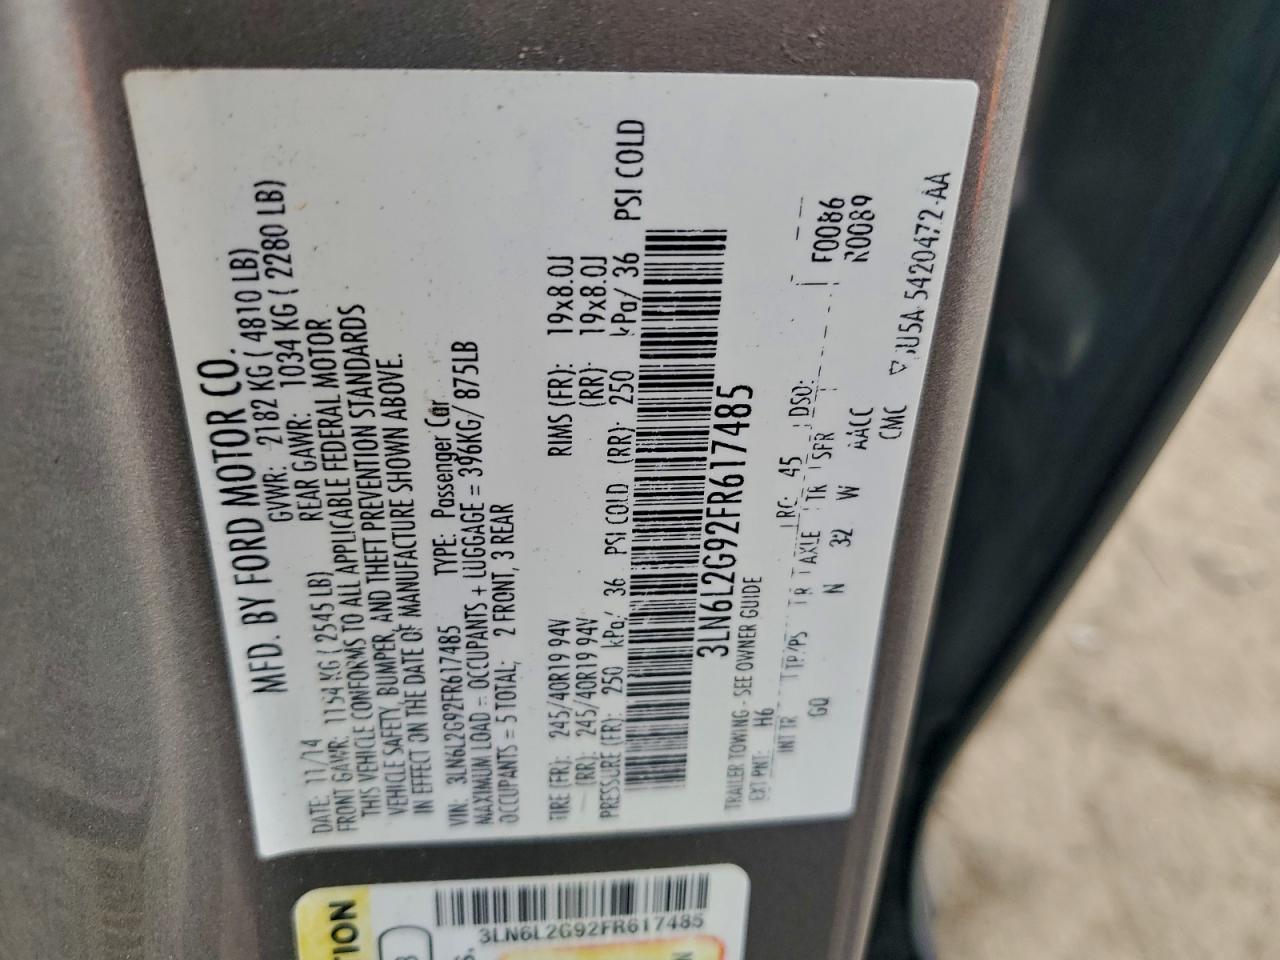 MFD. BY FORD MOTOR CO.
DATE: 11/14 GVWR: 2182 KG ( 4810 LB)
FRONT GAWR: 1154 KG ( 2545 LB) REAR GAWR: 1034 KG ( 2280 LB)
THIS VEHICLE CONFORMS TO ALL APPLICABLE FEDERAL MOTOR
VEHICLE SAFETY, BUMPER, AND THEFT PREVENTION STANDARDS
IN EFFECT ON THE DATE OF MANUFACTURE SHOWN ABOVE.
VIN: 3LN6L2G92FR617485 TYPE: Passenger Car
MAXIMUM LOAD = OCCUPANTS + LUGGAGE = 396KG/ 875LB
OCCUPANTS = 5 TOTAL; 2 FRONT, 3 REAR
TIRE (FR): 245/40R19 94V RIMS (FR): 19x8.0J
(RR): 245/40R19 94V (RR): 19x8.0J
PRESSURE (FR): 250 kPa/ 36 PSI COLD (RR): 250 kPa/ 36 PSI COLD
3LN6L2G92FR617485
TRAILER TOWING - SEE OWNER GUIDE
EXT PNT: H6 RC: 45 DSO:
F0086
R0089
INT TR TP/PS R AXLE TR SPR
GQ N 32 W AACC
CMC
U5A-5420472-AA
TION
3LN6L2G92FR617485